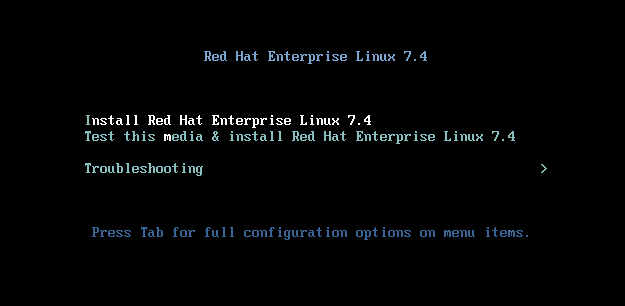 Red Hat Enterprise Linux 7.4
Install Red Hat Enterprise Linux 7.4
Test this media & install Red Hat Enterprise Linux 7.4
Troubleshooting >
Press Tab for full configuration options on menu items.